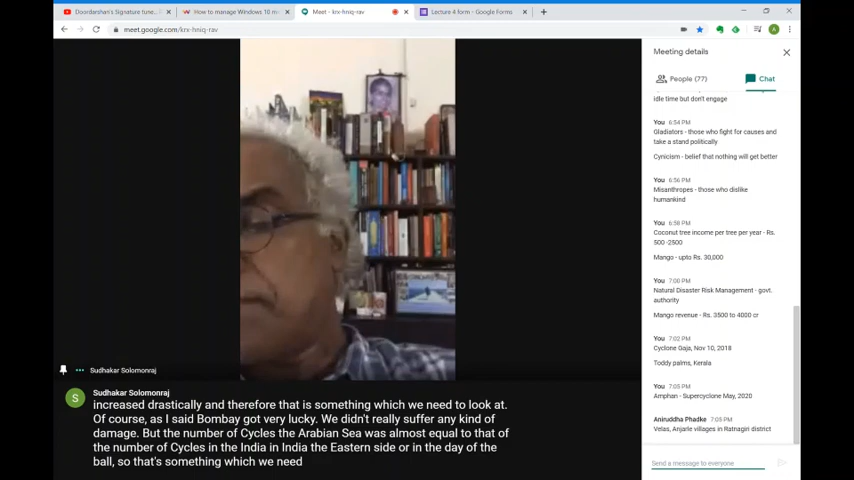 Doordarshan's Signature tune..
How to manage Windows 10 n
Meet - krx-hniq-rav
Lecture 4 form - Google Forms
meet.google.com/krx-hniq-rav
A
Meeting details
People (77)
Chat
idle time but don't engage
You 6:54 PM
Gladiators - those who fight for causes and
take a stand politically
Cynicism - belief that nothing will get better
You 6:56 PM
Misanthropes - those who dislike
humankind
You 6:58 PM
Coconut tree income per tree per year - Rs.
500 -2500
Mango - upto Rs. 30,000
You 7:00 PM
Natural Disaster Risk Management - govt.
authority
Mango revenue - Rs. 3500 to 4000 cr
You 7:02 PM
Cyclone Gaja, Nov 10, 2018
Toddy palms, Kerala
You 7:05 PM
Amphan - Supercyclone May, 2020
Aniruddha Phadke 7:05 PM
Velas, Anjarle villages in Ratnagiri district
Send a message to everyone
Sudhakar Solomonraj
S
Sudhakar Solomonraj
increased drastically and therefore that is something which we need to look at.
Of course, as I said Bombay got very lucky. We didn't really suffer any kind of
damage. But the number of Cycles the Arabian Sea was almost equal to that of
the number of Cycles in the India in India the Eastern side or in the day of the
ball, so that's something which we need